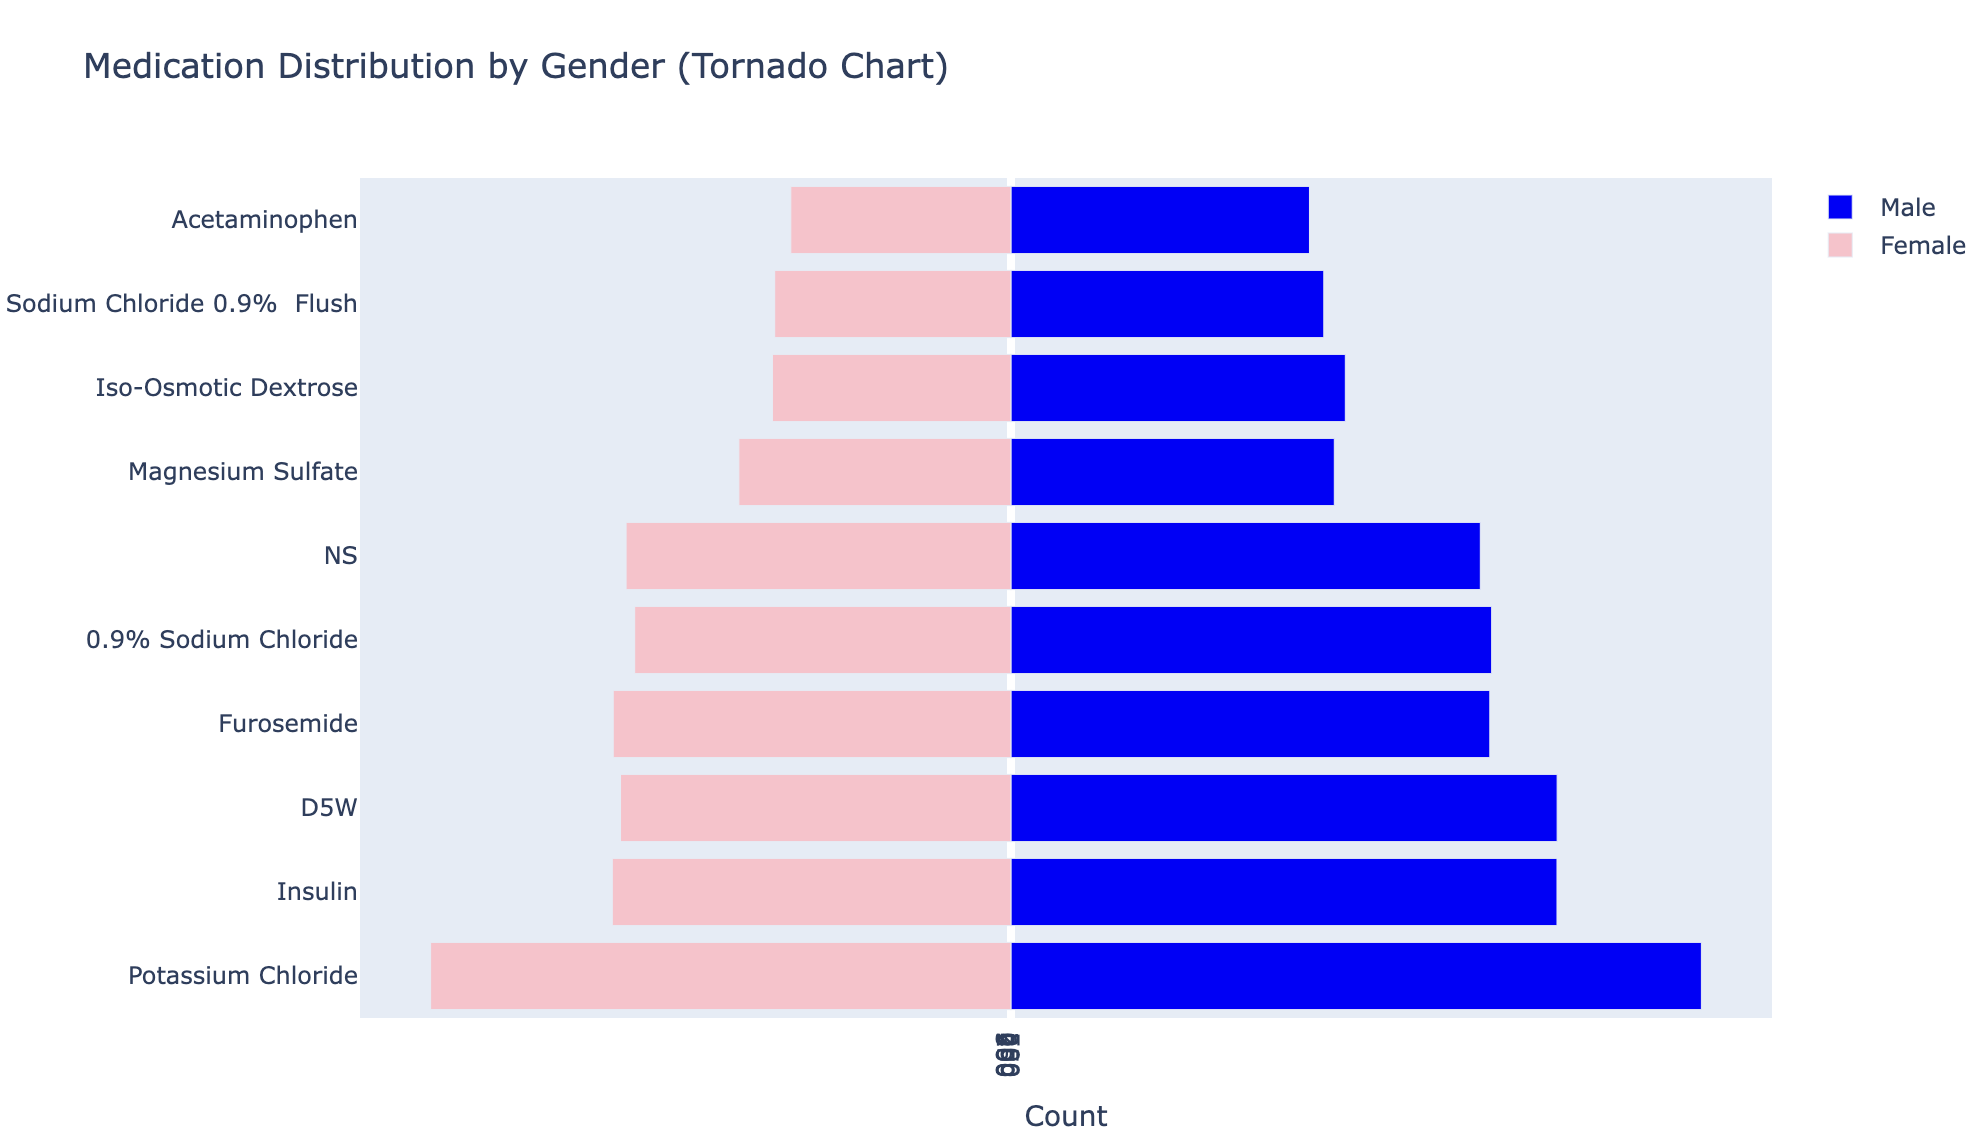 Medication Distribution by Gender (Tornado Chart)
Male
Female
Acetaminophen
Sodium Chloride 0.9%  Flush
Iso-Osmotic Dextrose
Magnesium Sulfate
NS
0.9% Sodium Chloride
Furosemide
D5W
Insulin
Potassium Chloride
Count